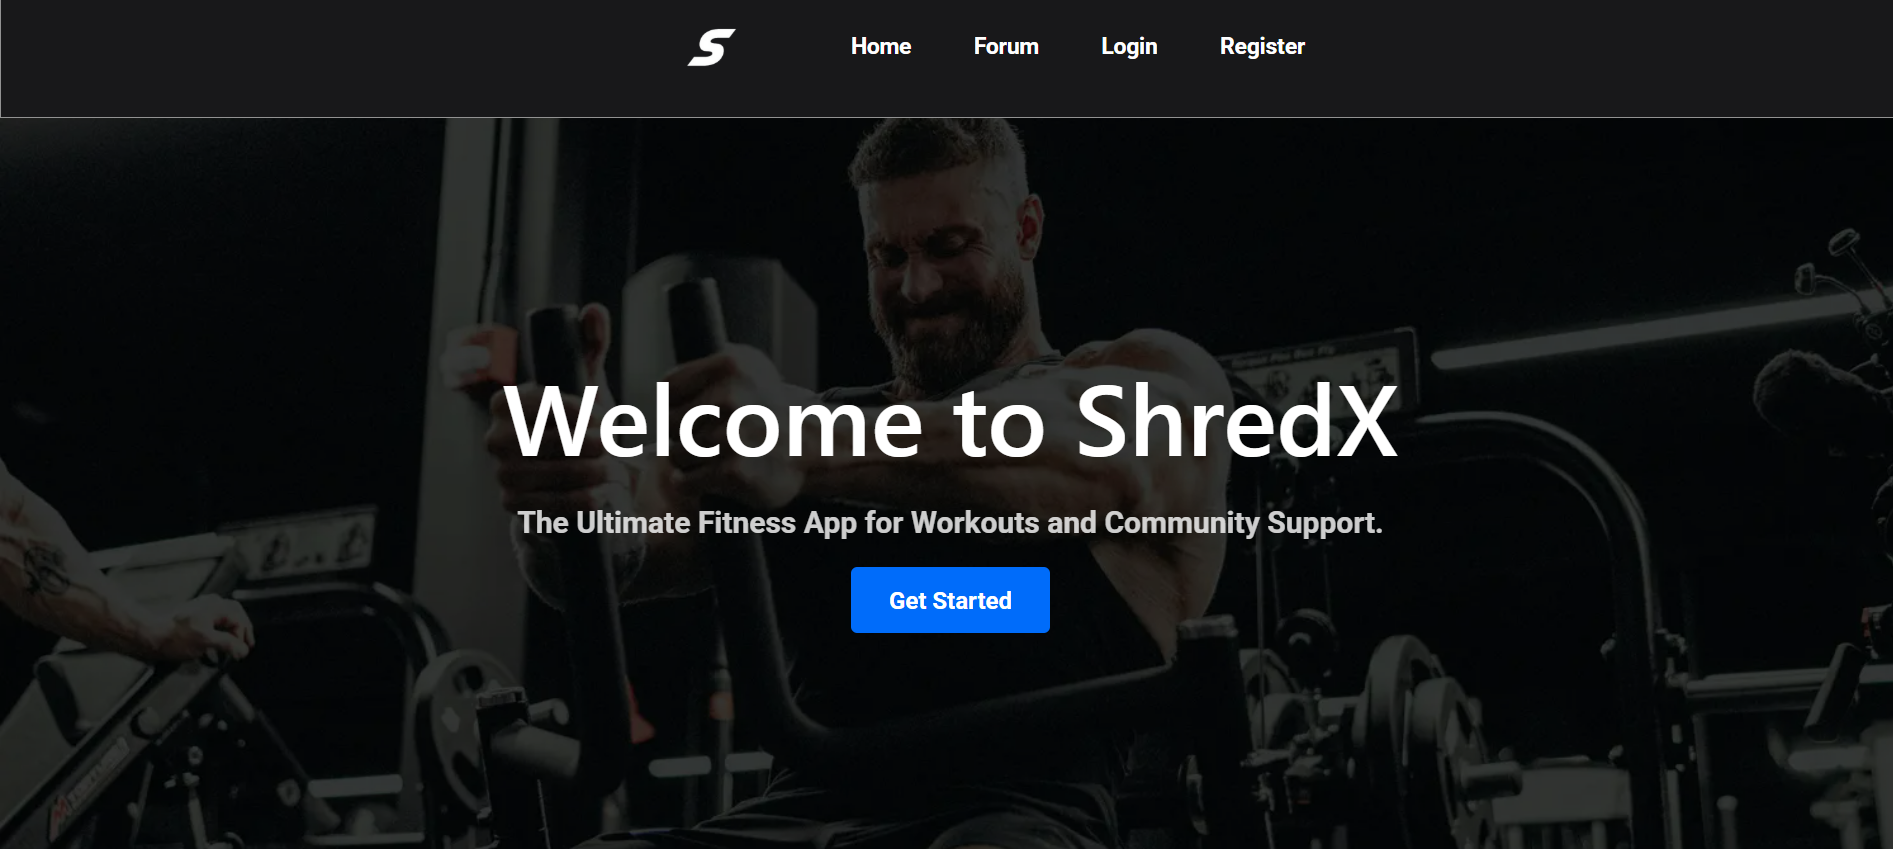 S
Home Forum Login Register
Welcome to ShredX
The Ultimate Fitness App for Workouts and Community Support.
Get Started